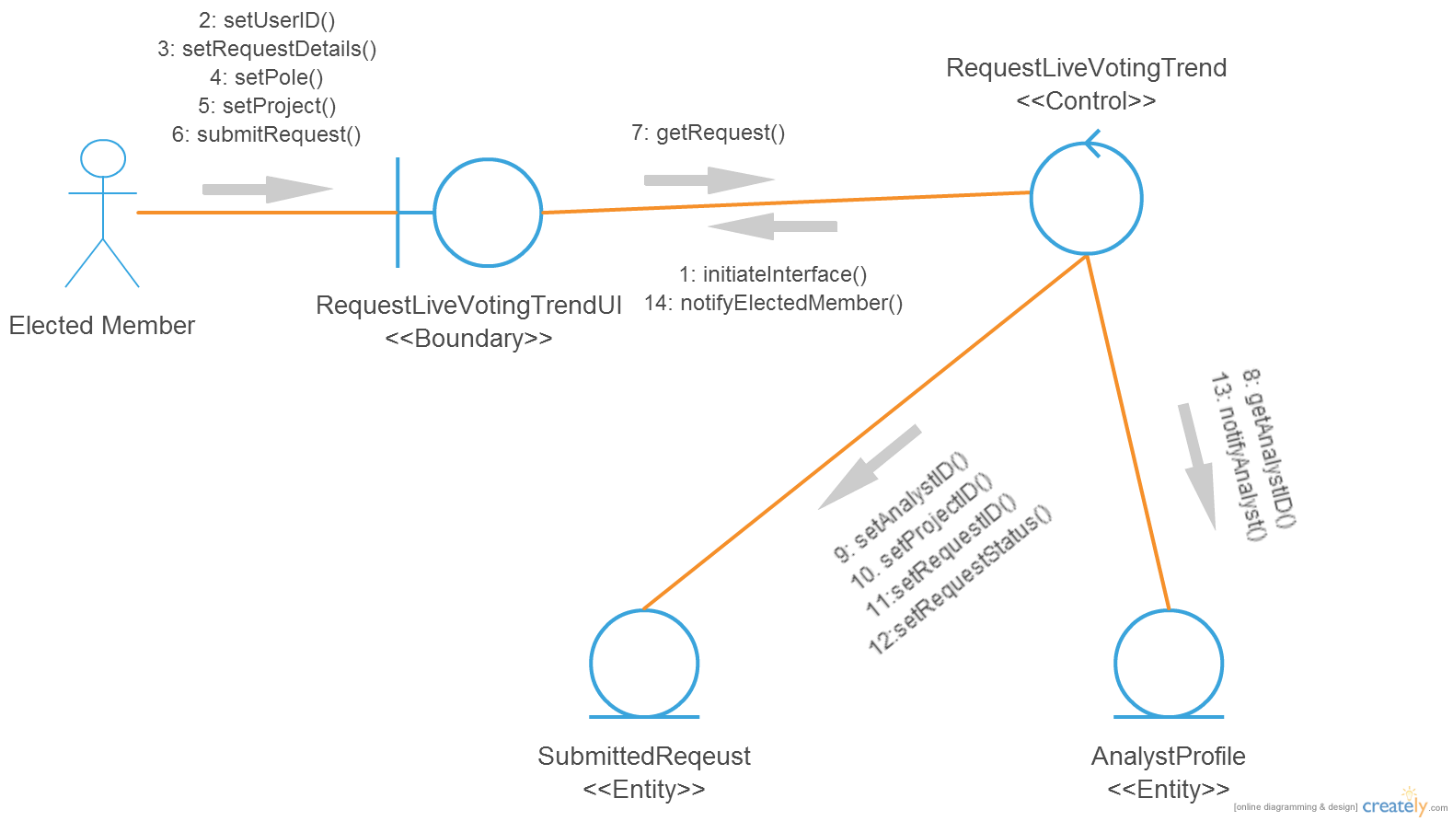 2: setUserID()
3: setRequestDetails()
4: setPole()
5: setProject()
6: submitRequest()
Elected Member
RequestLiveVotingTrendUI
<<Boundary>>
7: getRequest()
1: initiateInterface()
14: notifyElectedMember()
RequestLiveVotingTrend
<<Control>>
9: setAnalystID()
10. setProjectID()
11:setRequestID()
12:setRequestStatus()
8: getAnalystID()
13: notifyAnalyst()
SubmittedReqeust
<<Entity>>
AnalystProfile
<<Entity>>
[online diagramming & design] creately.com